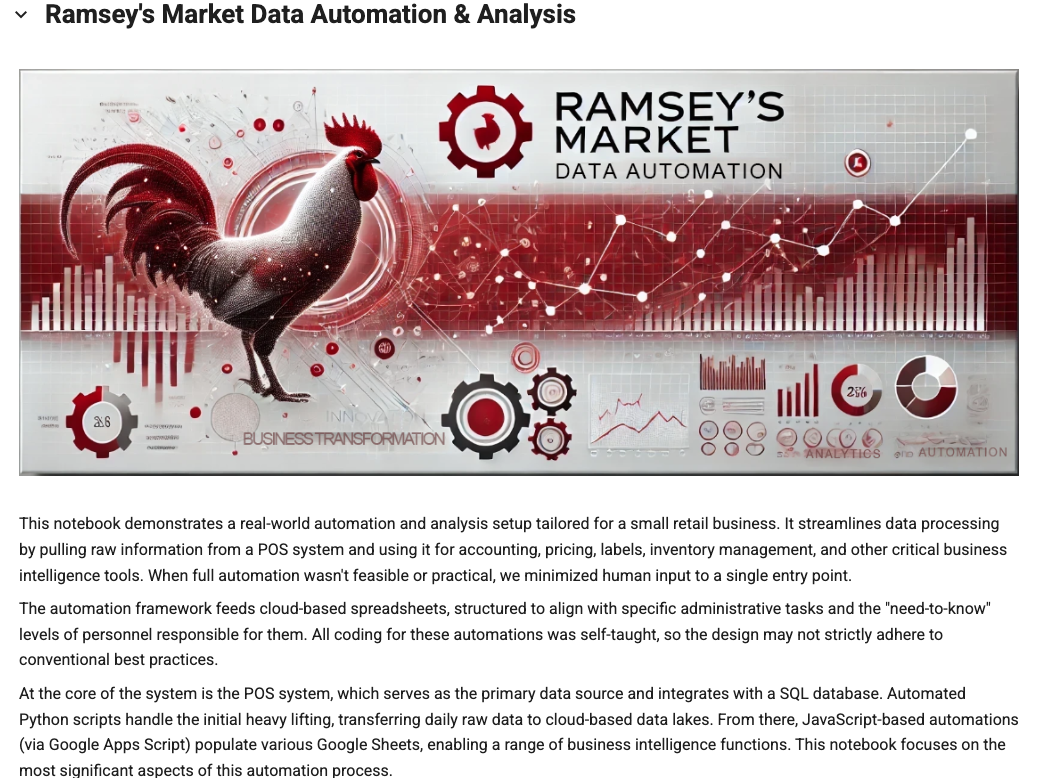 Ramsey's Market Data Automation & Analysis
RAMSEY'S
MARKET
DATA AUTOMATION
INNOVATION
BUSINESS TRANSFORMATION
ANALYTICS
AUTOMATION
This notebook demonstrates a real-world automation and analysis setup tailored for a small retail business. It streamlines data processing
by pulling raw information from a POS system and using it for accounting, pricing, labels, inventory management, and other critical business
intelligence tools. When full automation wasn't feasible or practical, we minimized human input to a single entry point.
The automation framework feeds cloud-based spreadsheets, structured to align with specific administrative tasks and the "need-to-know"
levels of personnel responsible for them. All coding for these automations was self-taught, so the design may not strictly adhere to
conventional best practices.
At the core of the system is the POS system, which serves as the primary data source and integrates with a SQL database. Automated
Python scripts handle the initial heavy lifting, transferring daily raw data to cloud-based data lakes. From there, JavaScript-based automations
(via Google Apps Script) populate various Google Sheets, enabling a range of business intelligence functions. This notebook focuses on the
most significant aspects of this automation process.